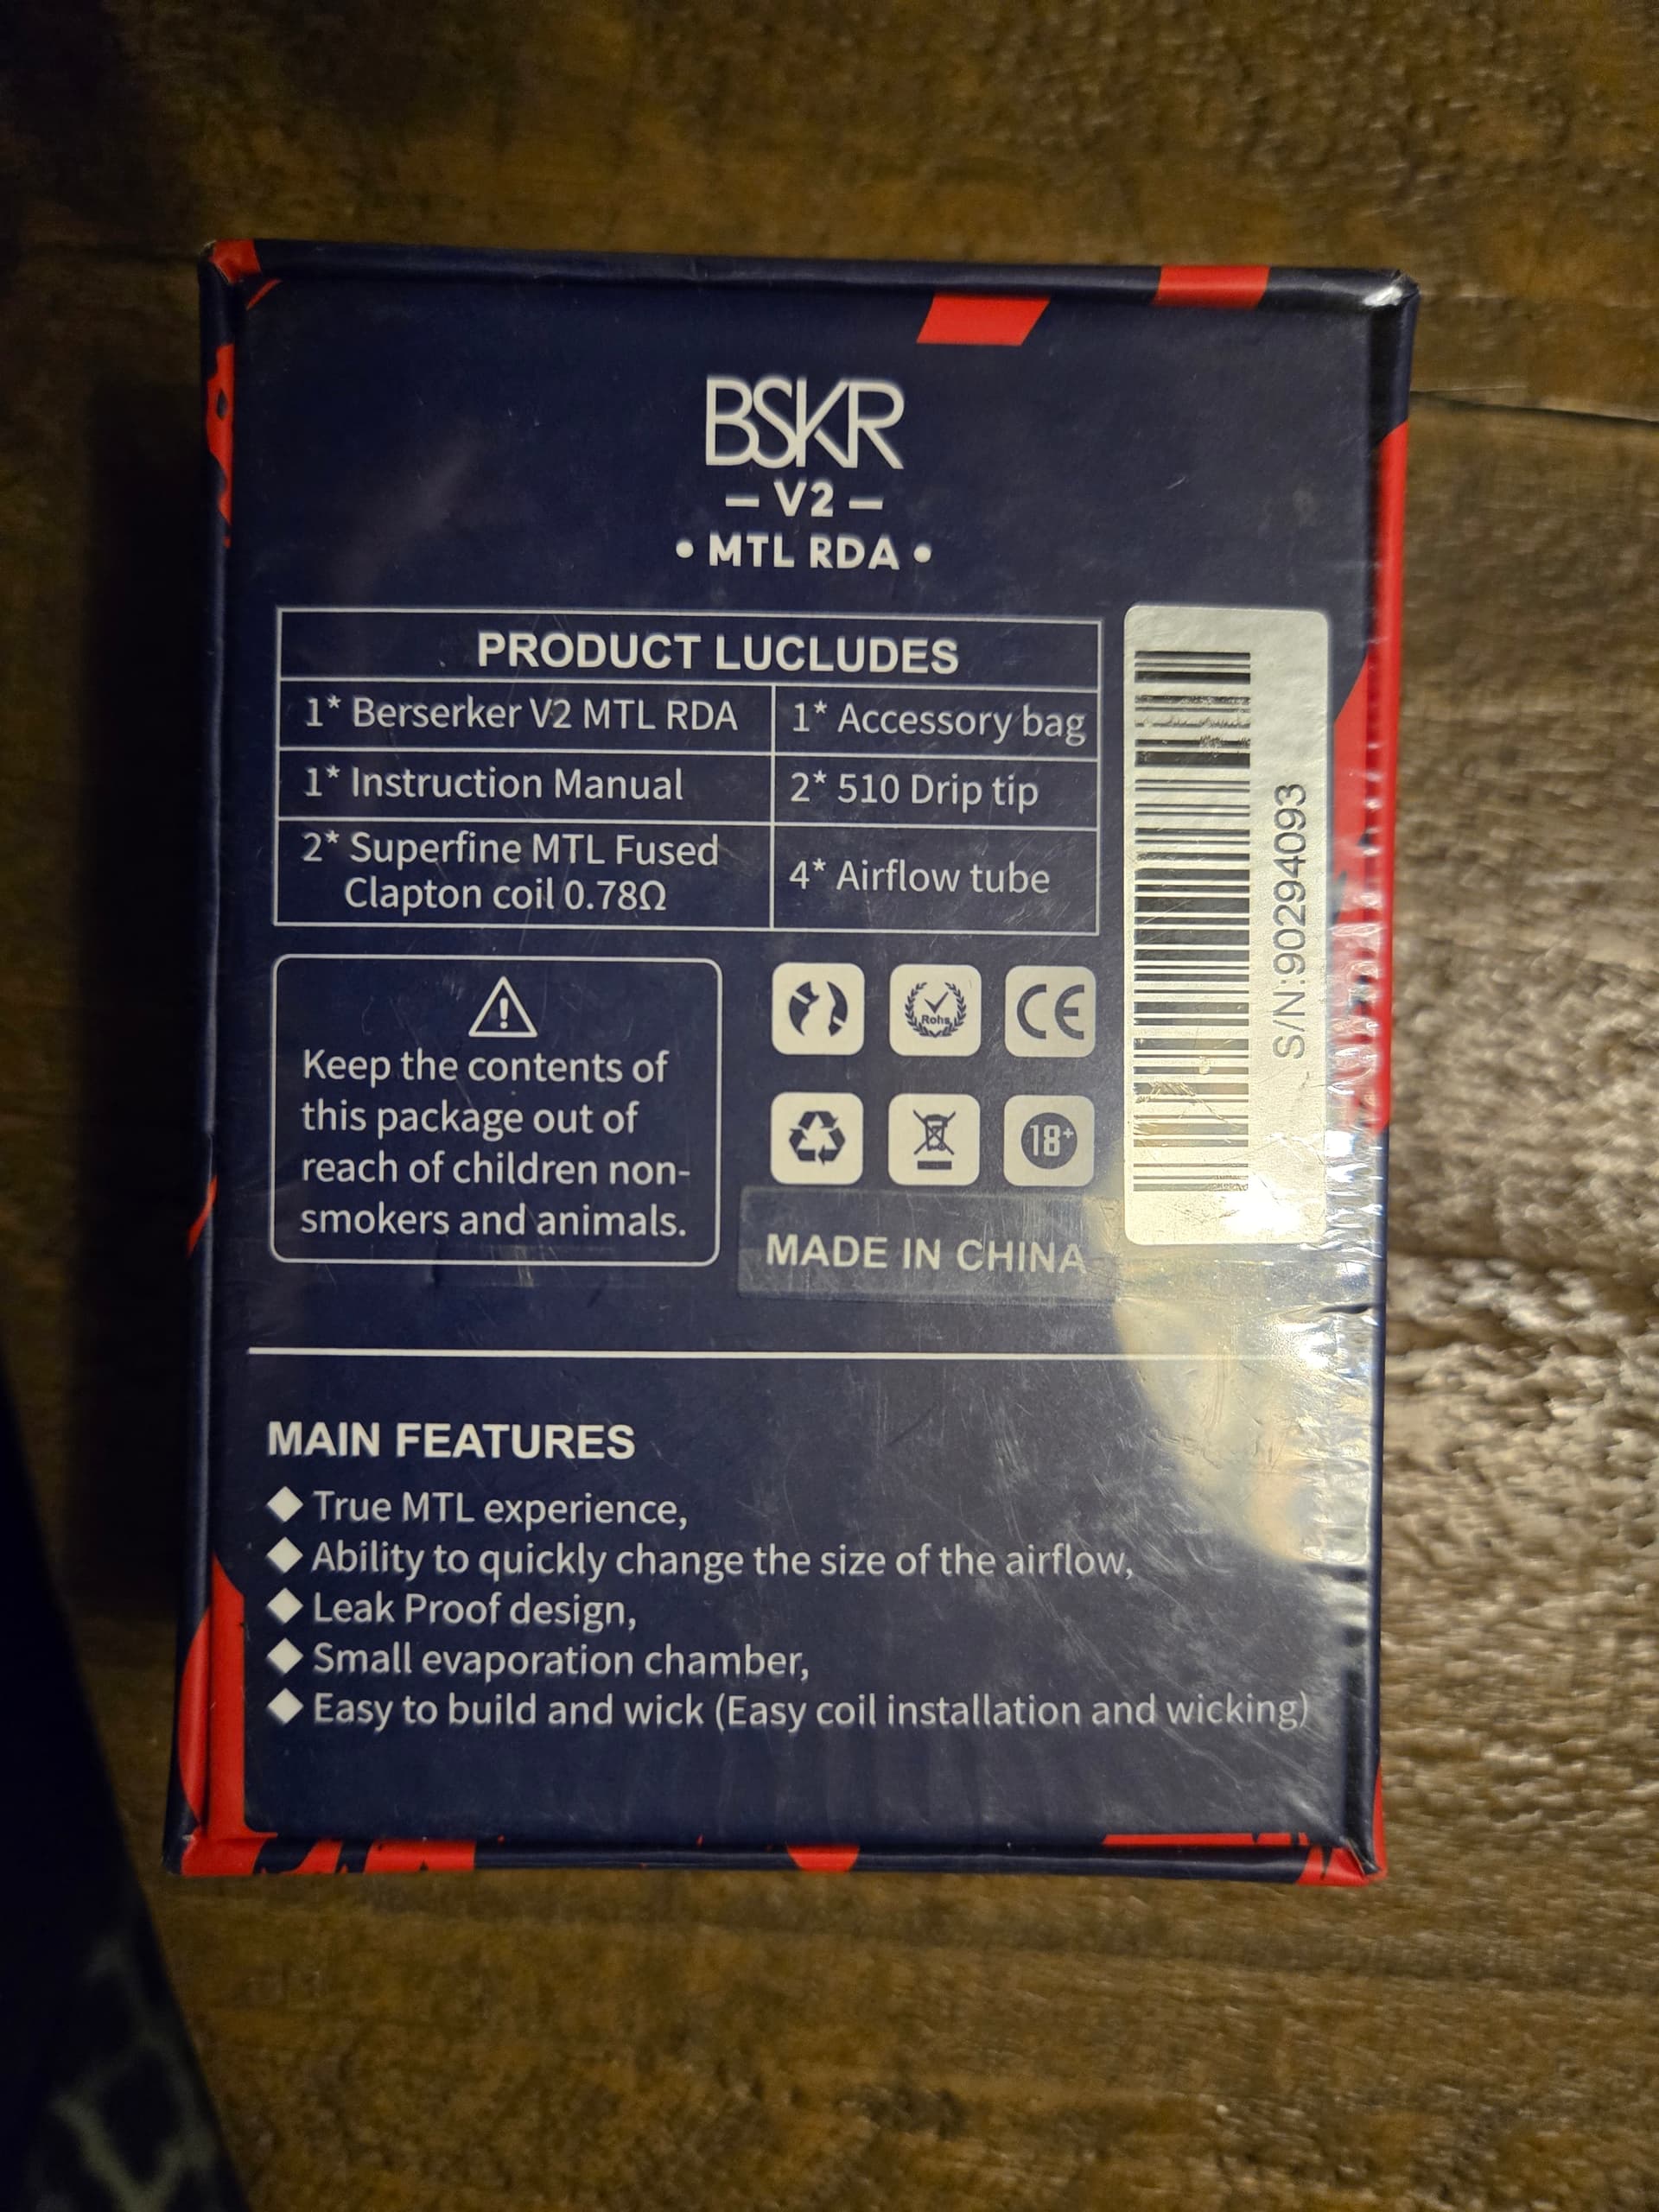 BSKR
– V2 –
• MTL RDA •
PRODUCT LUCLUDES
1* Berserker V2 MTL RDA
1* Accessory bag
1* Instruction Manual
2* 510 Drip tip
2* Superfine MTL Fused
Clapton coil 0.78Ω
4* Airflow tube
S/N:90294093
Keep the contents of
this package out of
reach of children non-
smokers and animals.
Rohs
CE
18+
MADE IN CHINA
MAIN FEATURES
◆ True MTL experience,
◆ Ability to quickly change the size of the airflow,
◆ Leak Proof design,
◆ Small evaporation chamber,
◆ Easy to build and wick (Easy coil installation and wicking)